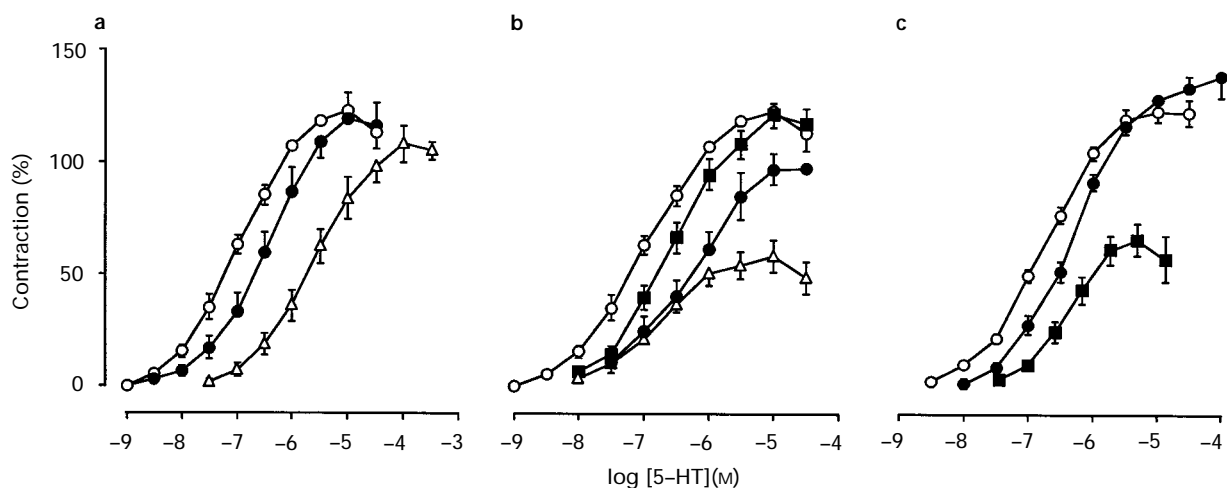 a b c
150
100
50
0
Contraction (%)
−9 −8 −7 −6 −5 −4 −3
−9 −8 −7 −6 −5 −4
−9 −8 −7 −6 −5 −4
log [5–HT](M)